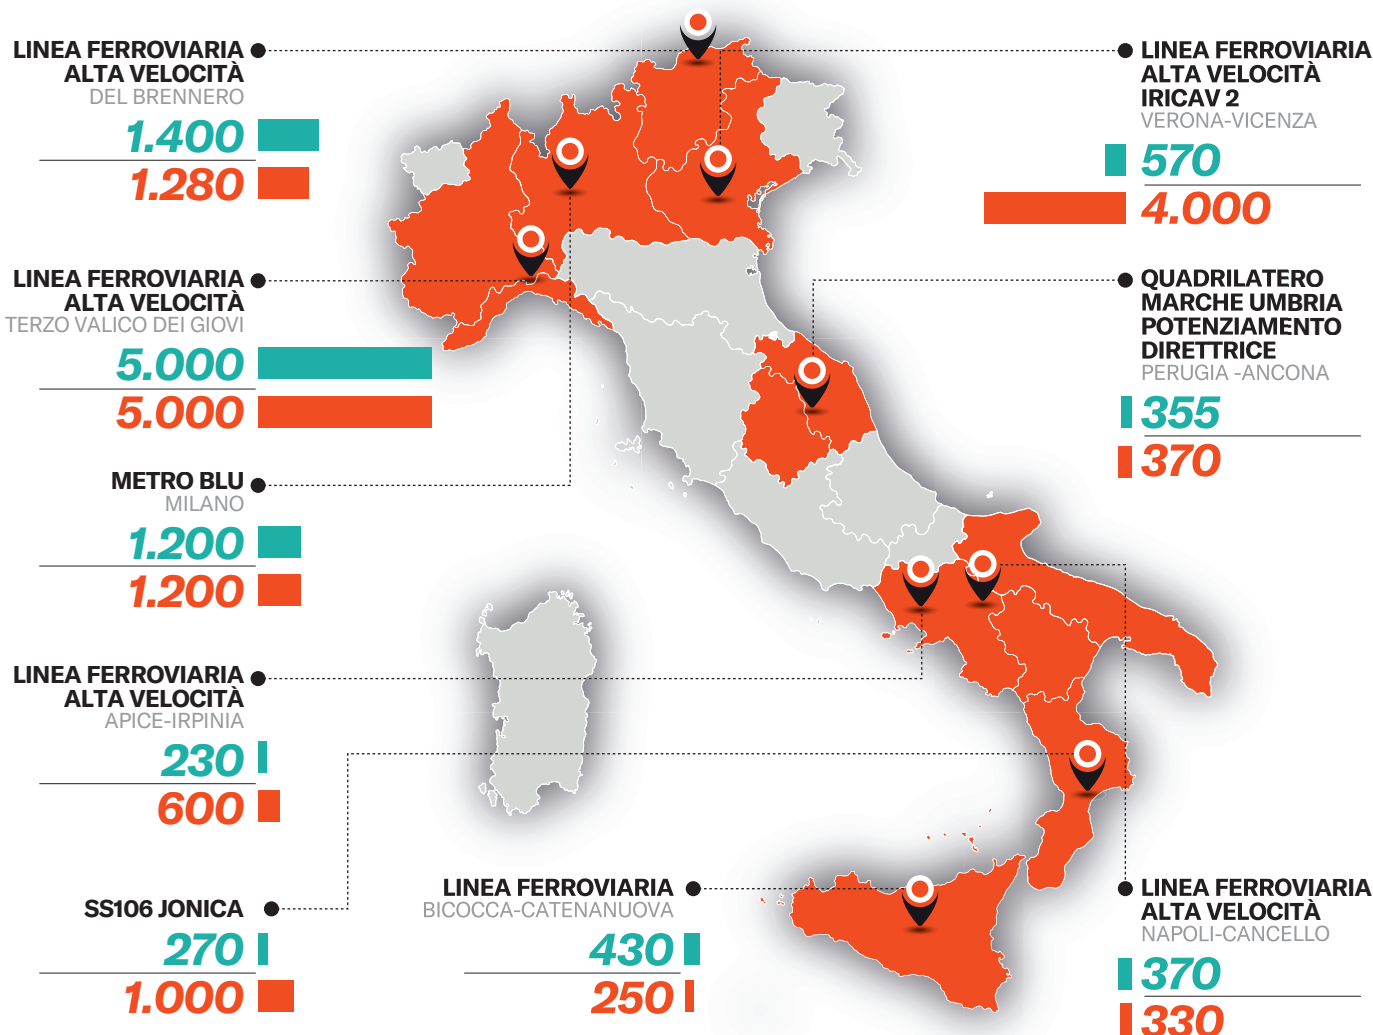 LINEA FERROVIARIA
ALTA VELOCITÀ
DEL BRENNERO
1.400
1.280
LINEA FERROVIARIA
ALTA VELOCITÀ
TERZO VALICO DEI GIOVI
5.000
5.000
METRO BLU
MILANO
1.200
1.200
LINEA FERROVIARIA
ALTA VELOCITÀ
APICE-IRPINIA
230
600
SS106 JONICA
270
1.000
LINEA FERROVIARIA
BICOCCA-CATENANUOVA
430
250
LINEA FERROVIARIA
ALTA VELOCITÀ
IRICAV 2
VERONA-VICENZA
570
4.000
QUADRILATERO
MARCHE UMBRIA
POTENZIAMENTO
DIRETTRICE
PERUGIA -ANCONA
355
370
LINEA FERROVIARIA
ALTA VELOCITÀ
NAPOLI-CANCELLO
370
330